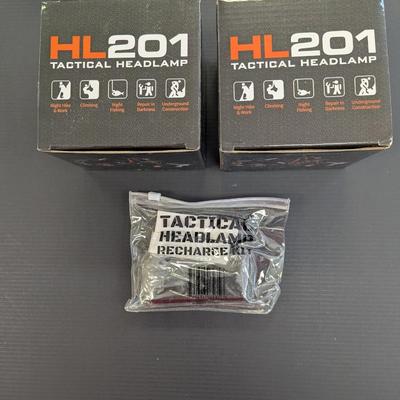 HL201
TACTICAL HEADLAMP
Night Hike & Work
Climbing
Night Fishing
Repair in Darkness
Underground Construction
HL201
TACTICAL HEADLAMP
Night Hike & Work
Climbing
Night Fishing
Repair in Darkness
Underground Construction
TACTICAL
HEADLAMP
RECHARGE KIT